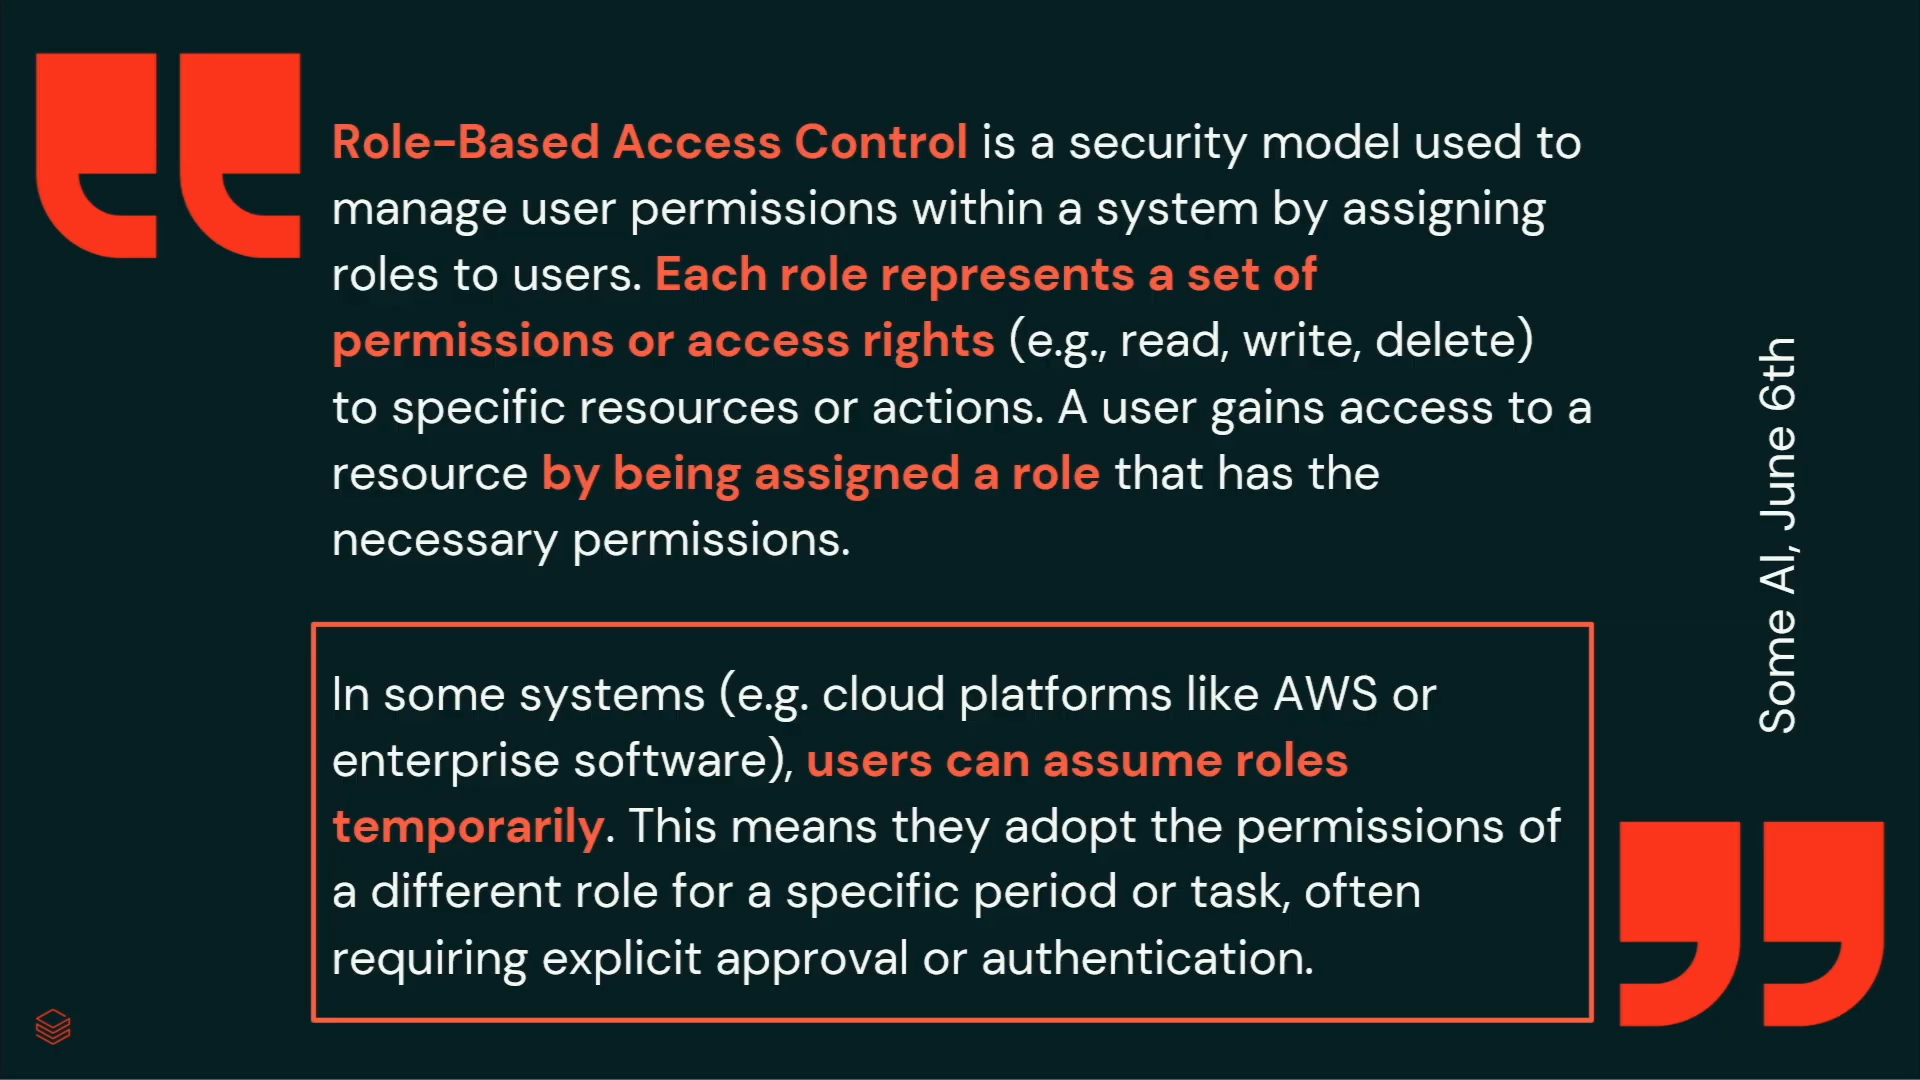 Role-Based Access Control is a security model used to
manage user permissions within a system by assigning
roles to users. Each role represents a set of
permissions or access rights (e.g., read, write, delete)
to specific resources or actions. A user gains access to a
resource by being assigned a role that has the
necessary permissions.
In some systems (e.g. cloud platforms like AWS or
enterprise software), users can assume roles
temporarily. This means they adopt the permissions of
a different role for a specific period or task, often
requiring explicit approval or authentication.
Some AI, June 6th